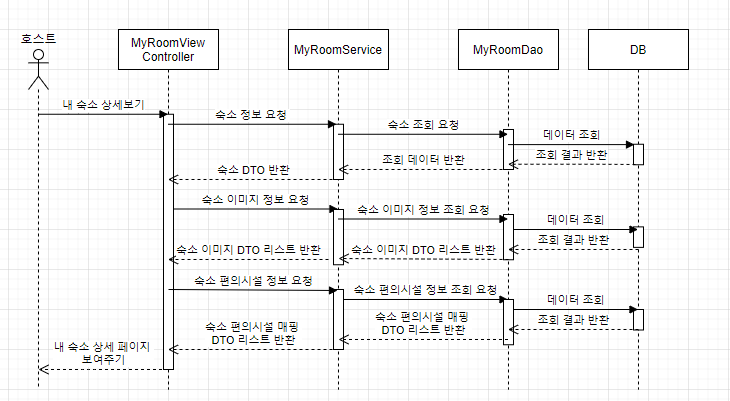 호스트
MyRoomView
Controller
MyRoomService
MyRoomDao
DB
내 숙소 상세보기
숙소 정보 요청
숙소 조회 요청
데이터 조회
조회 결과 반환
조회 데이터 반환
숙소 DTO 반환
숙소 이미지 정보 요청
숙소 이미지 정보 조회 요청
데이터 조회
조회 결과 반환
숙소 이미지 DTO 리스트 반환
숙소 이미지 DTO 리스트 반환
숙소 편의시설 정보 요청
숙소 편의시설 정보 조회 요청
데이터 조회
조회 결과 반환
숙소 편의시설 매핑
DTO 리스트 반환
숙소 편의시설 매핑
DTO 리스트 반환
내 숙소 상세 페이지
보여주기